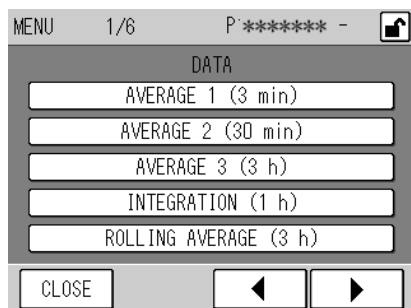 MENU 1/6 P'******* -
DATA
AVERAGE 1 (3 min)
AVERAGE 2 (30 min)
AVERAGE 3 (3 h)
INTEGRATION (1 h)
ROLLING AVERAGE (3 h)
CLOSE